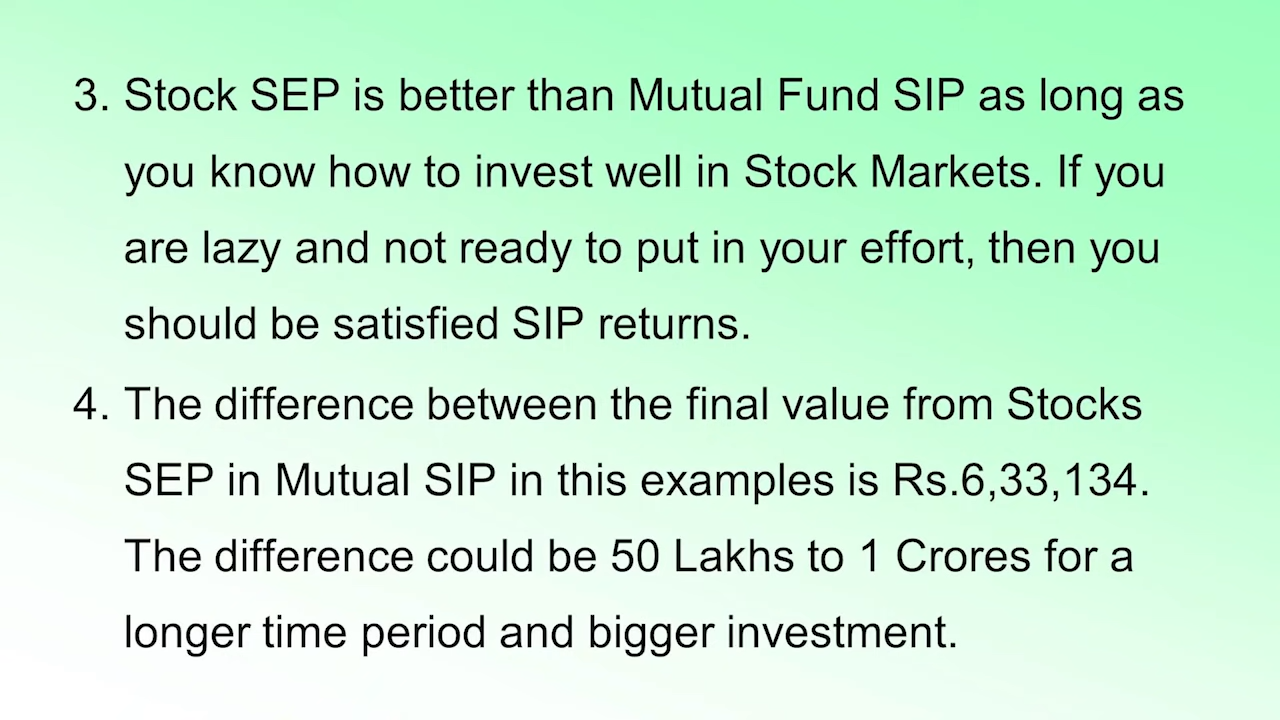 3. Stock SEP is better than Mutual Fund SIP as long as
you know how to invest well in Stock Markets. If you
are lazy and not ready to put in your effort, then you
should be satisfied SIP returns.
4. The difference between the final value from Stocks
SEP in Mutual SIP in this examples is Rs.6,33,134.
The difference could be 50 Lakhs to 1 Crores for a
longer time period and bigger investment.